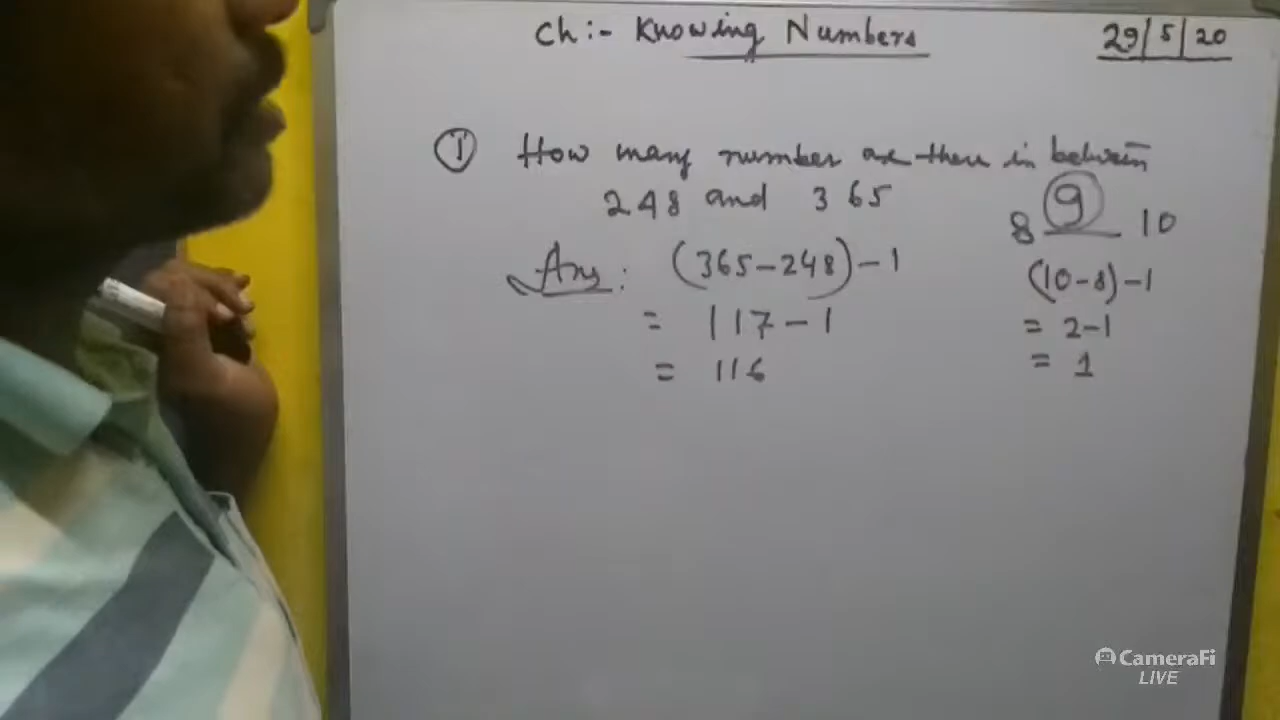 Ch :- Knowing Numbers
29/5/20
① How many number are there in between
248 and 365
Ans : (365-248)-1
= 117-1
= 116
8 9 10
(10-8)-1
= 2-1
= 1
CameraFi
LIVE